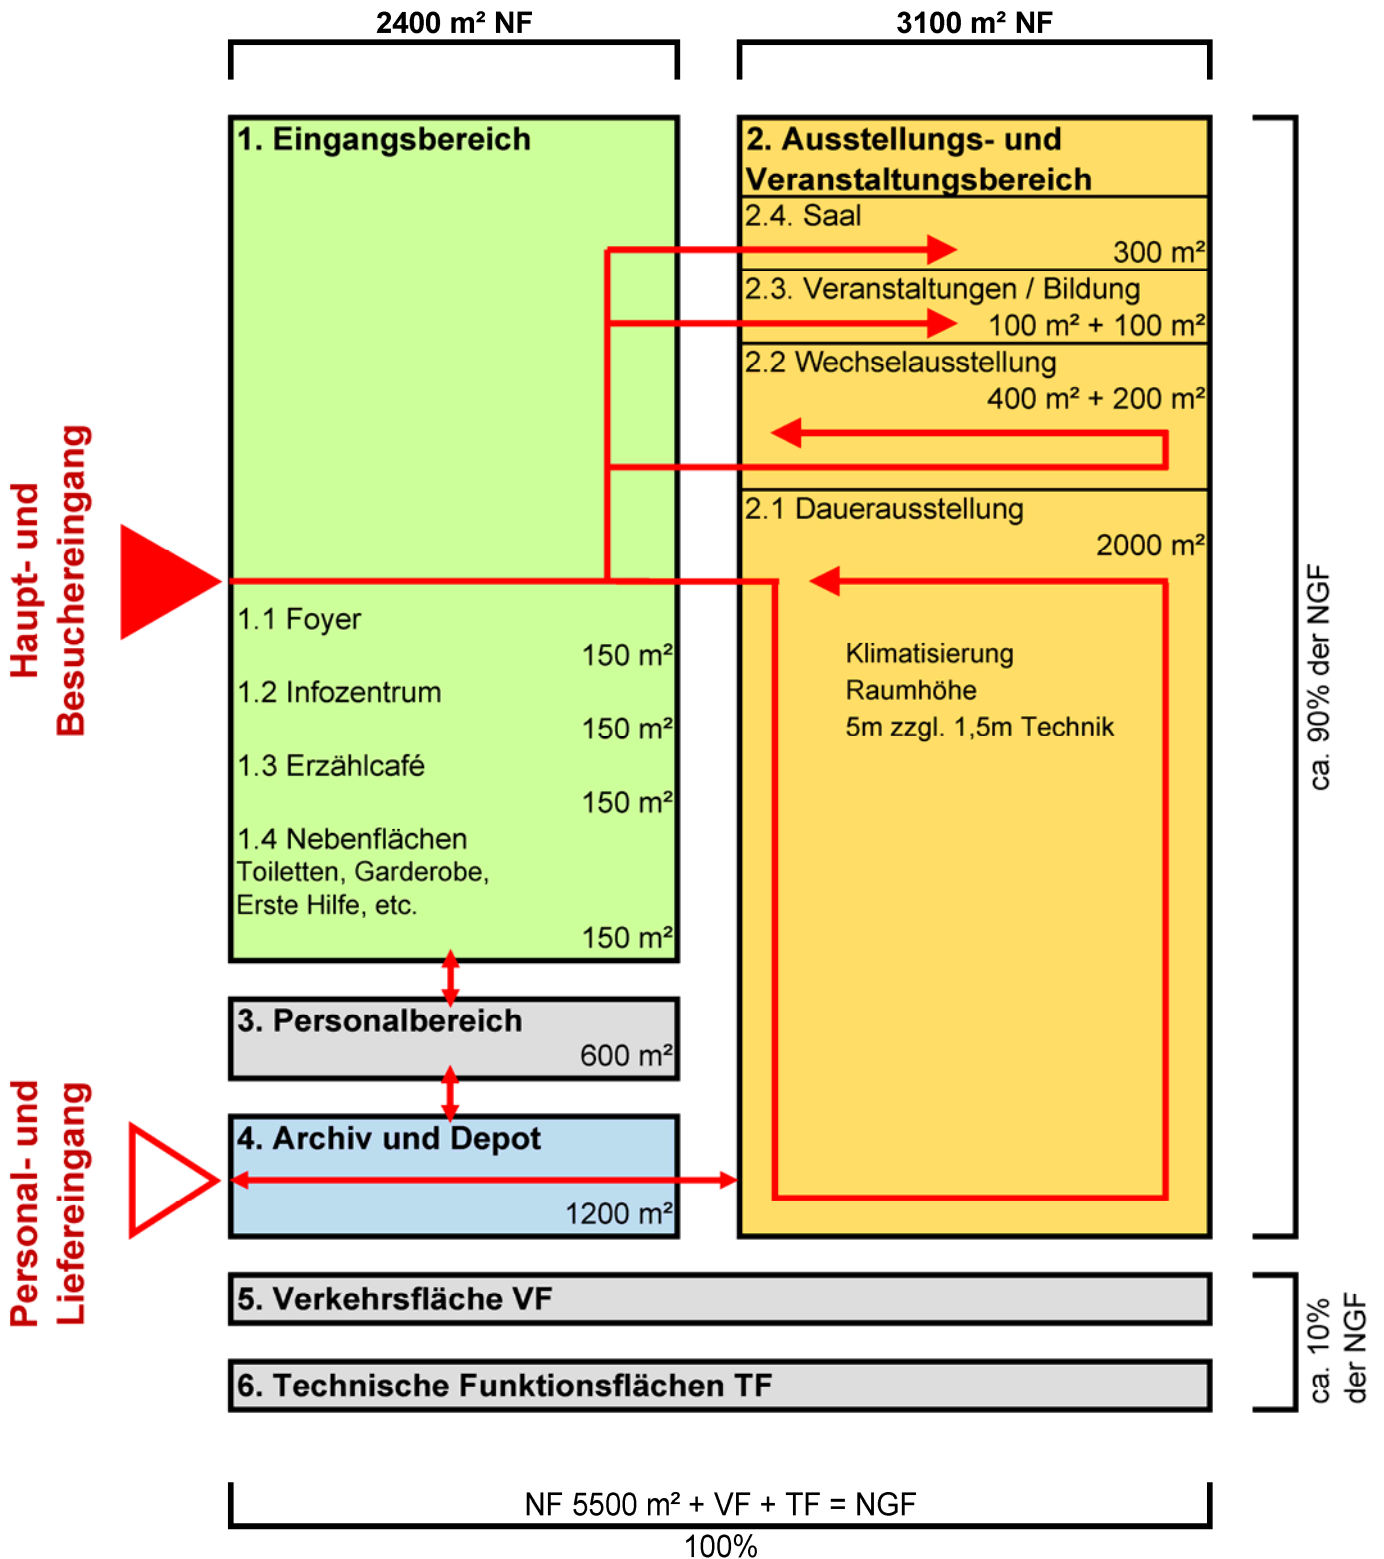 2400 m² NF
3100 m² NF
1. Eingangsbereich
2. Ausstellungs- und
Veranstaltungsbereich
2.4. Saal
300 m²
2.3. Veranstaltungen / Bildung
100 m² + 100 m²
2.2 Wechselausstellung
400 m² + 200 m²
2.1 Dauerausstellung
2000 m²
Klimatisierung
Raumhöhe
5m zzgl. 1,5m Technik
Haupt- und
Besuchereingang
1.1 Foyer
150 m²
1.2 Infozentrum
150 m²
1.3 Erzählcafé
150 m²
1.4 Nebenflächen
Toiletten, Garderobe,
Erste Hilfe, etc.
150 m²
3. Personalbereich
600 m²
Personal- und
Liefereingang
4. Archiv und Depot
1200 m²
ca. 90% der NGF
5. Verkehrsfläche VF
6. Technische Funktionsflächen TF
ca. 10%
der NGF
NF 5500 m² + VF + TF = NGF
100%